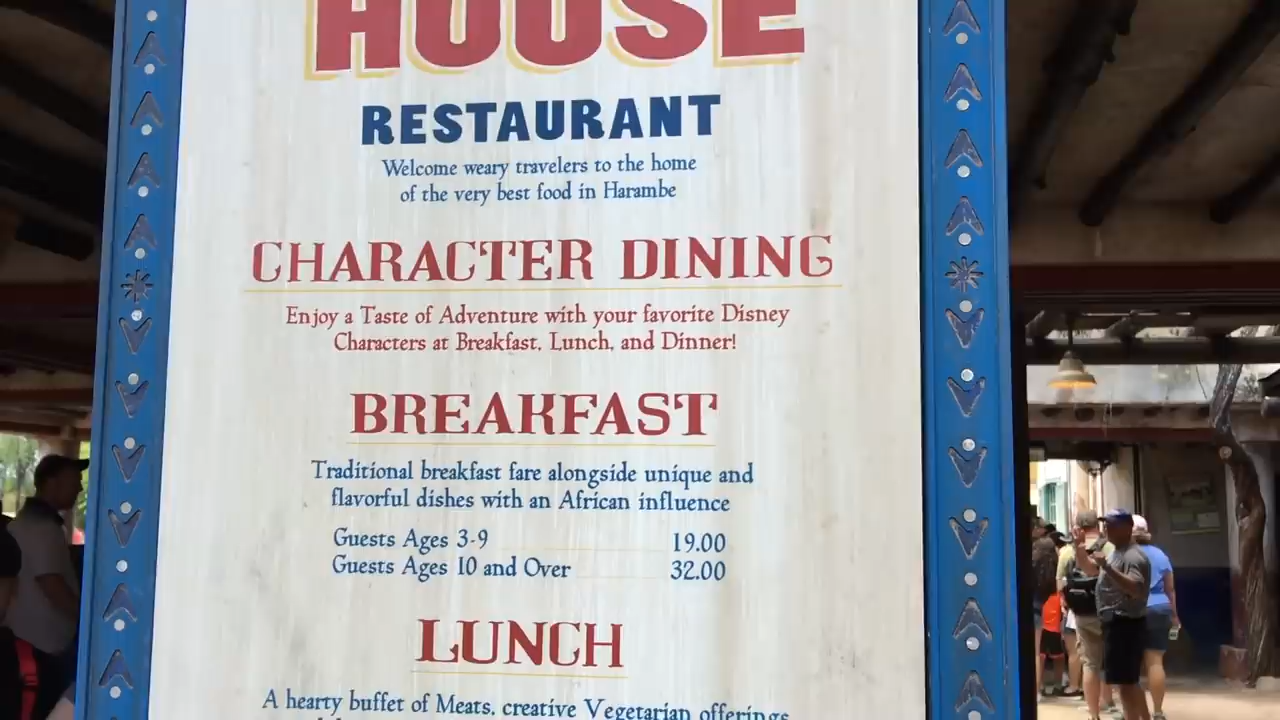 HOUSE
RESTAURANT
Welcome weary travelers to the home
of the very best food in Harambe
CHARACTER DINING
Enjoy a Taste of Adventure with your favorite Disney
Characters at Breakfast, Lunch, and Dinner!
BREAKFAST
Traditional breakfast fare alongside unique and
flavorful dishes with an African influence
Guests Ages 3-9 19.00
Guests Ages 10 and Over 32.00
LUNCH
A hearty buffet of Meats, creative Vegetarian offerings